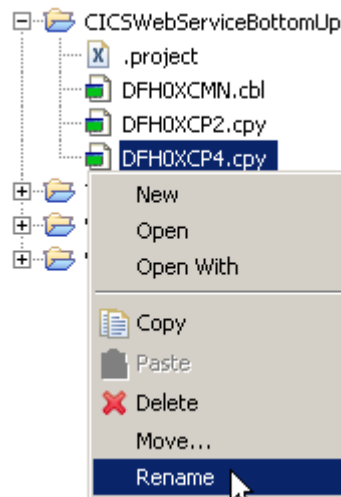 CICSWebServiceBottomUp
.project
DFH0XCMN.cbl
DFH0XCP2.cpy
DFH0XCP4.cpy
New
Open
Open With
Copy
Paste
Delete
Move...
Rename